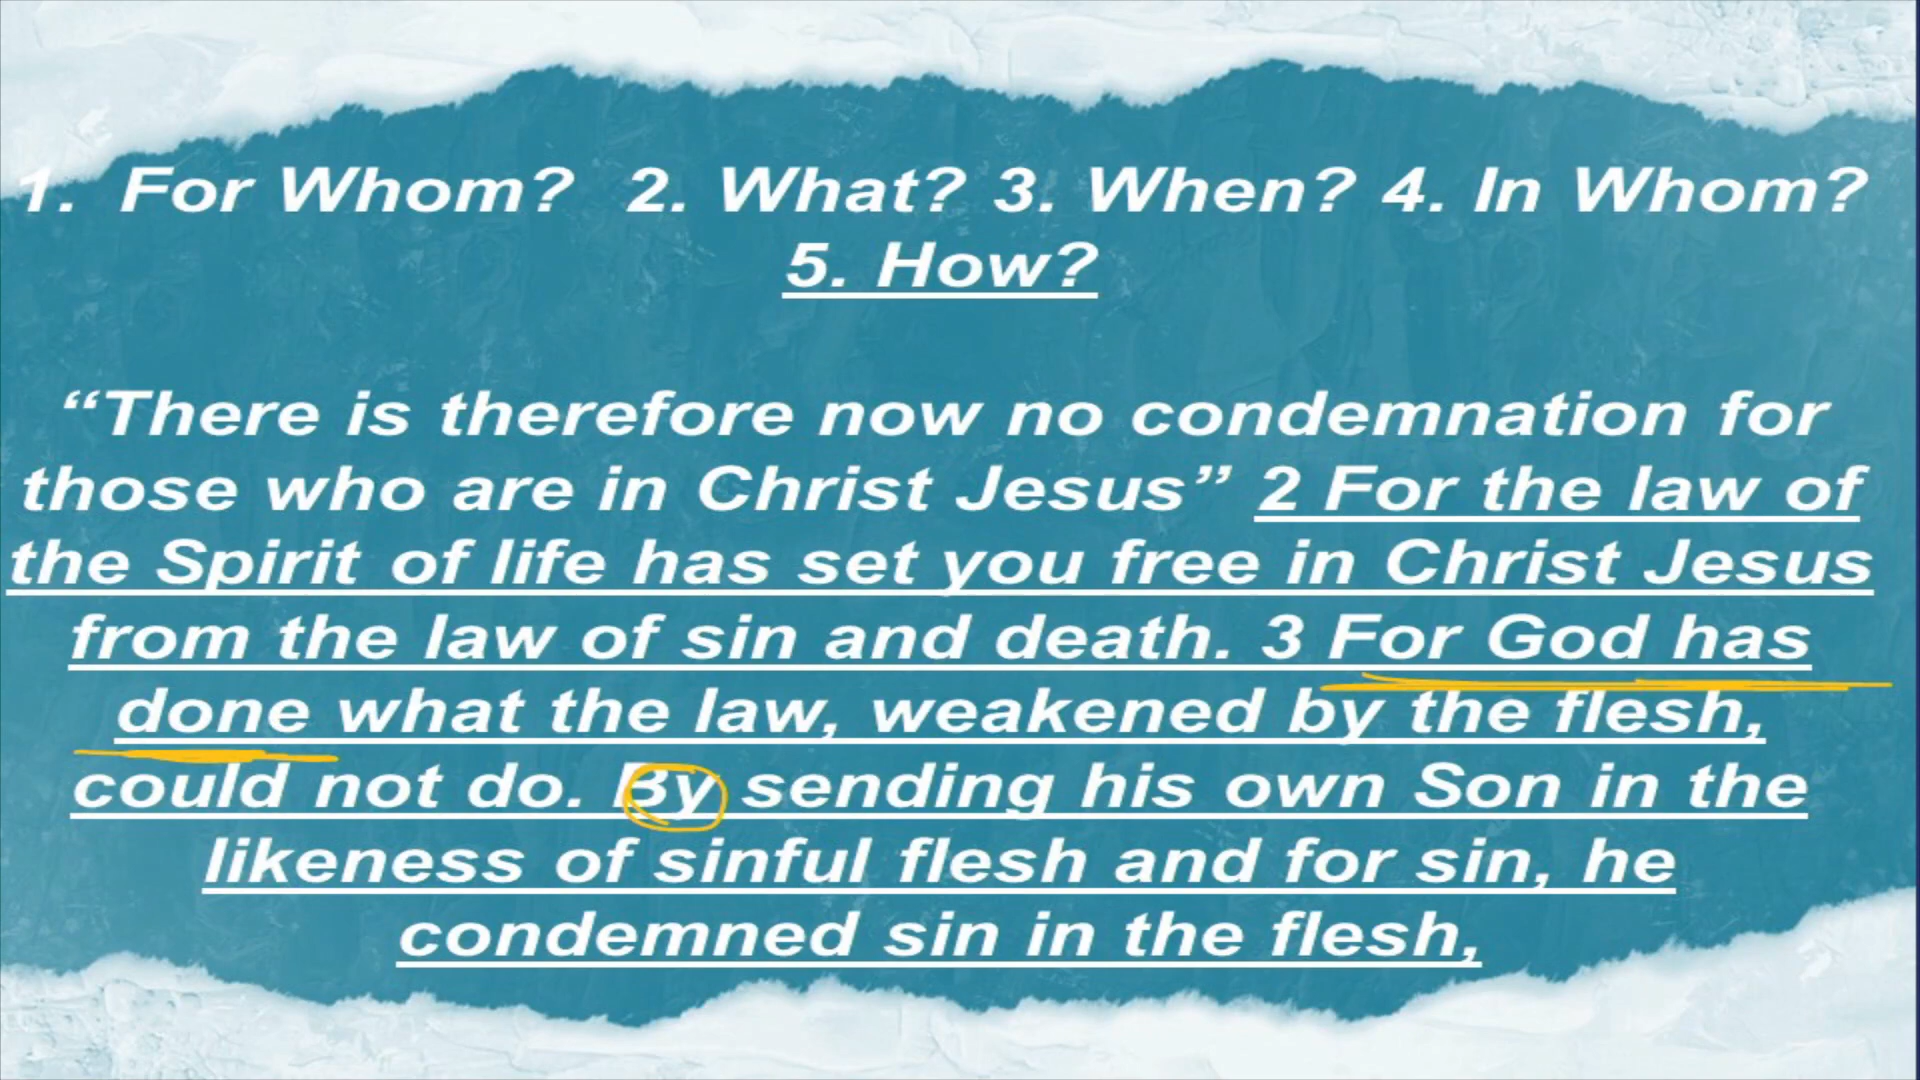 1. For Whom? 2. What? 3. When? 4. In Whom?
5. How?
“There is therefore now no condemnation for
those who are in Christ Jesus” 2 For the law of
the Spirit of life has set you free in Christ Jesus
from the law of sin and death. 3 For God has
done what the law, weakened by the flesh,
could not do. By sending his own Son in the
likeness of sinful flesh and for sin, he
condemned sin in the flesh,